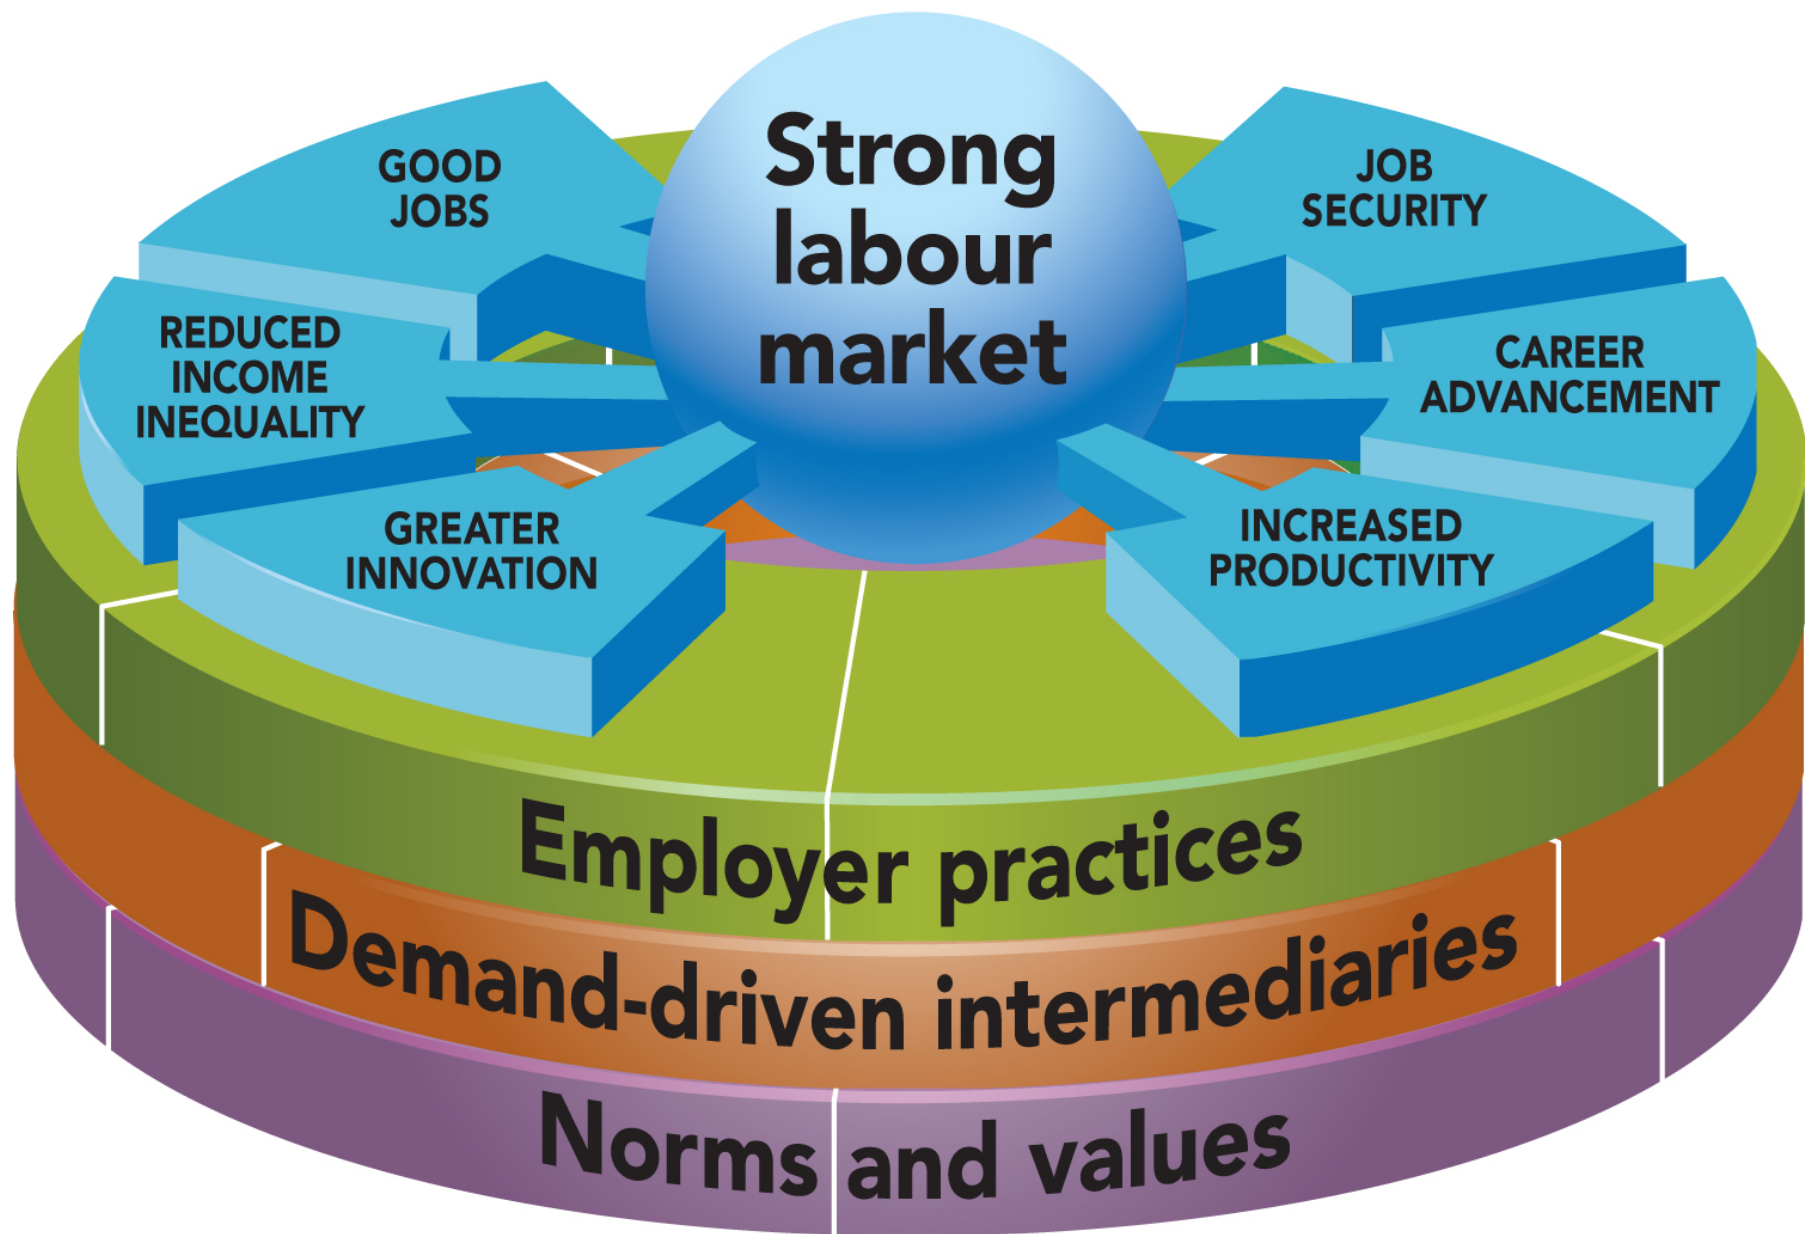 Strong
labour
market
GOOD
JOBS
JOB
SECURITY
REDUCED
INCOME
INEQUALITY
CAREER
ADVANCEMENT
GREATER
INNOVATION
INCREASED
PRODUCTIVITY
Employer practices
Demand-driven intermediaries
Norms and values